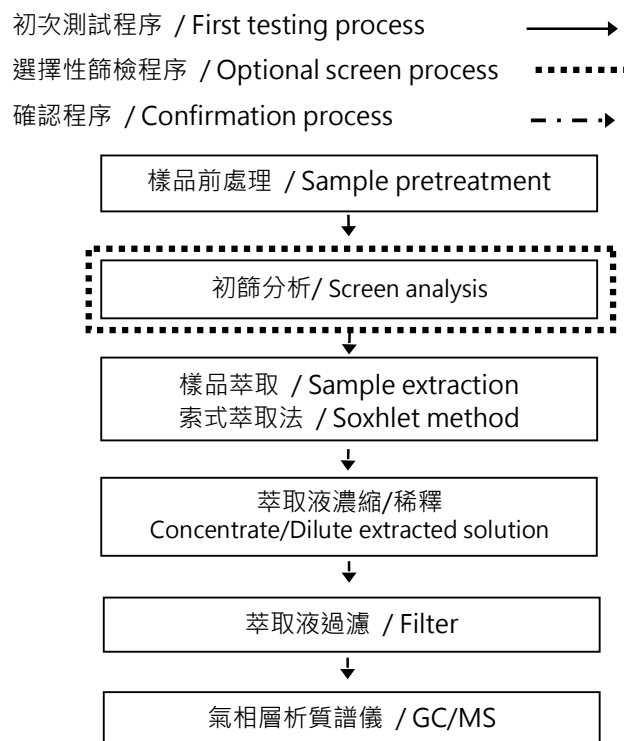 初次測試程序 / First testing process
選擇性篩檢程序 / Optional screen process
確認程序 / Confirmation process
樣品前處理 / Sample pretreatment
初篩分析/ Screen analysis
樣品萃取 / Sample extraction
索式萃取法 / Soxhlet method
萃取液濃縮/稀釋
Concentrate/Dilute extracted solution
萃取液過濾 / Filter
氣相層析質譜儀 / GC/MS